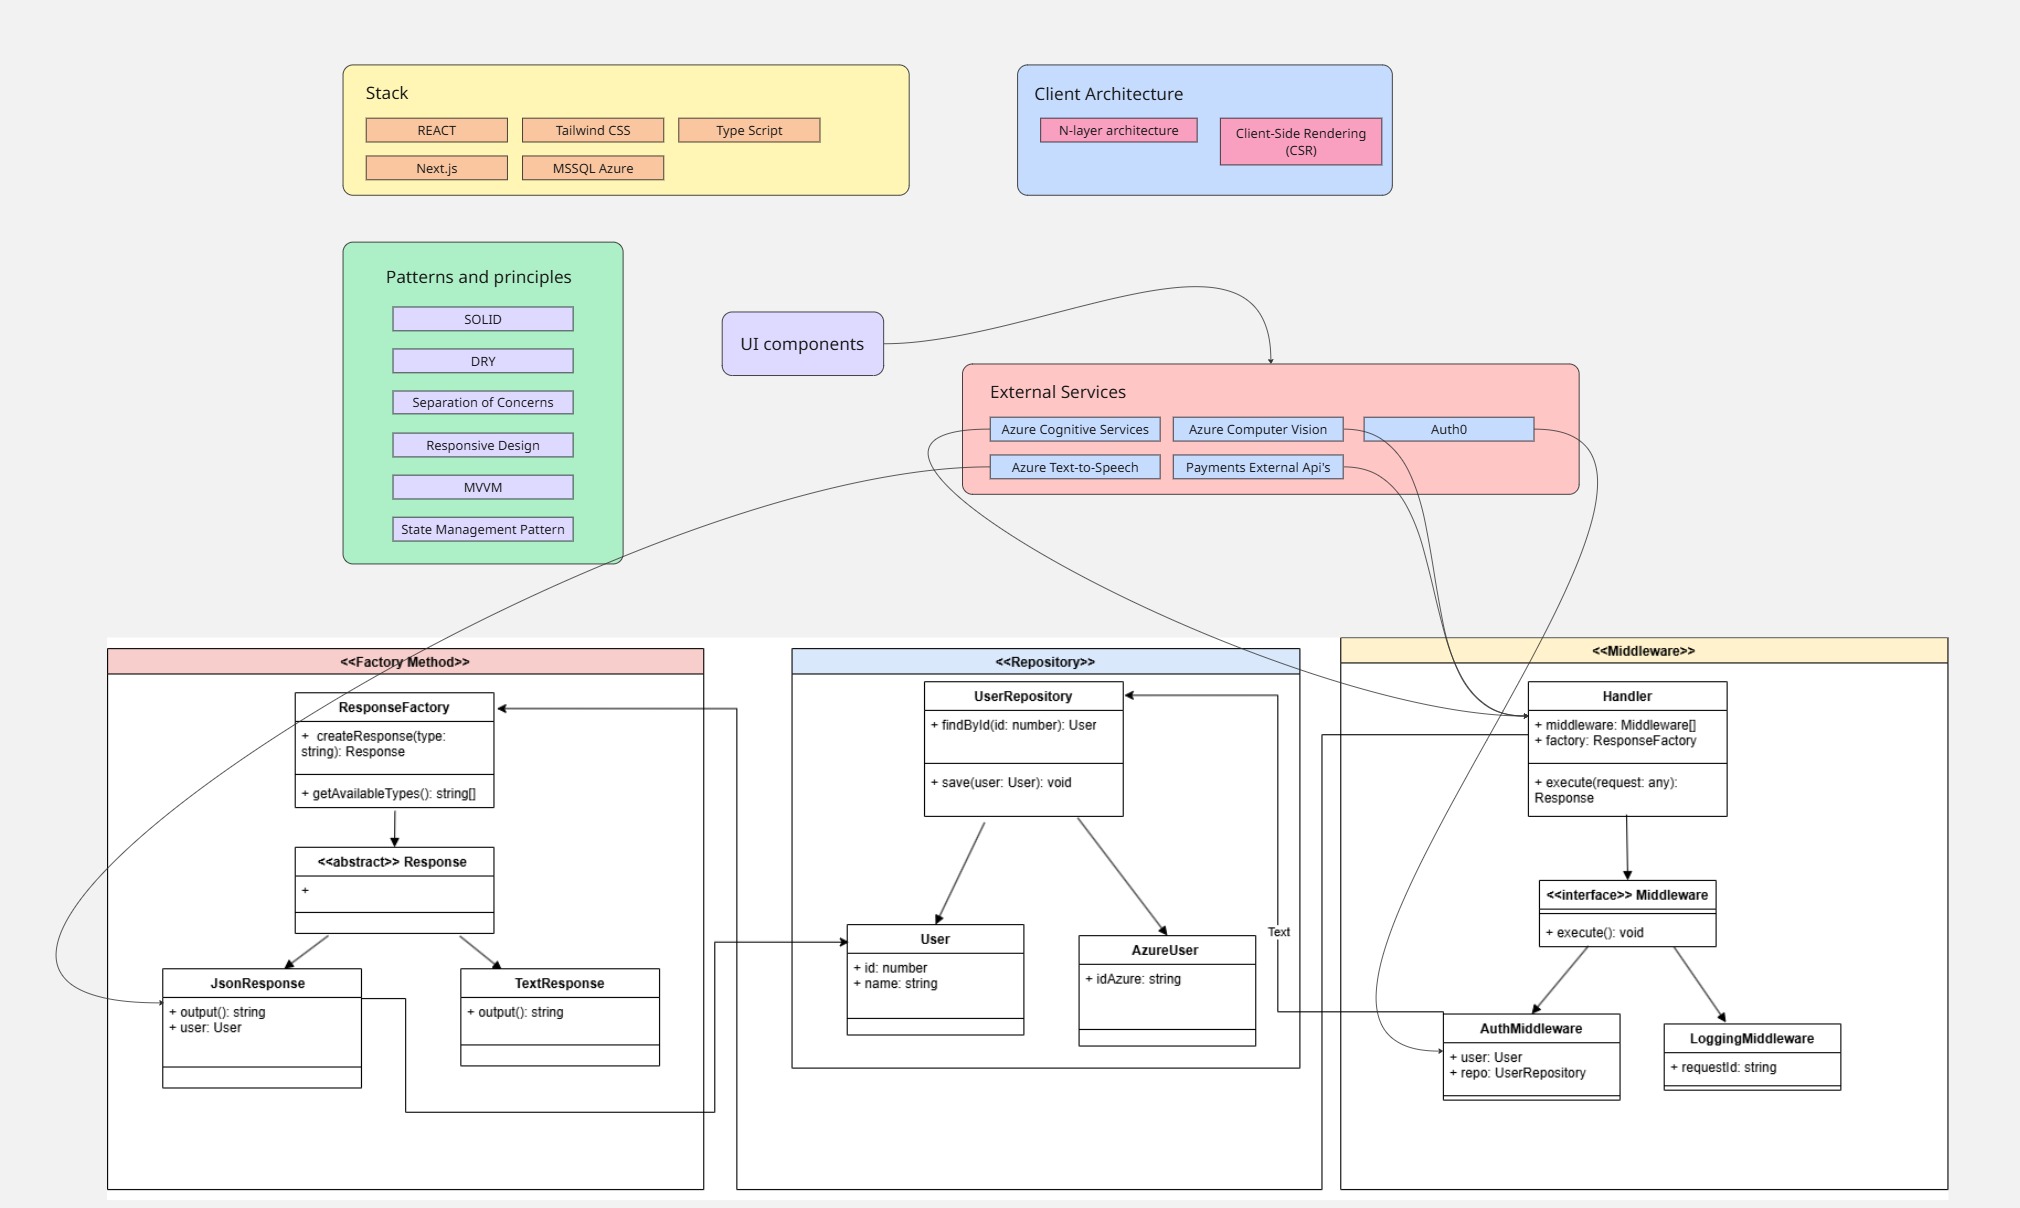 Stack
REACT
Tailwind CSS
Type Script
Next.js
MSSQL Azure
Client Architecture
N-layer architecture
Client-Side Rendering
(CSR)
Patterns and principles
SOLID
DRY
Separation of Concerns
Responsive Design
MVVM
State Management Pattern
UI components
External Services
Azure Cognitive Services
Azure Computer Vision
Auth0
Azure Text-to-Speech
Payments External Api's
<<Factory Method>>
ResponseFactory
+ createResponse(type:
string): Response
+ getAvailableTypes(): string[]
<<abstract>> Response
+
JsonResponse
+ output(): string
+ user: User
TextResponse
+ output(): string
<<Repository>>
UserRepository
+ findById(id: number): User
+ save(user: User): void
User
+ id: number
+ name: string
AzureUser
+ idAzure: string
Text
<<Middleware>>
Handler
+ middleware: Middleware[]
+ factory: ResponseFactory
+ execute(request: any):
Response
<<interface>> Middleware
+ execute(): void
AuthMiddleware
+ user: User
+ repo: UserRepository
LoggingMiddleware
+ requestId: string